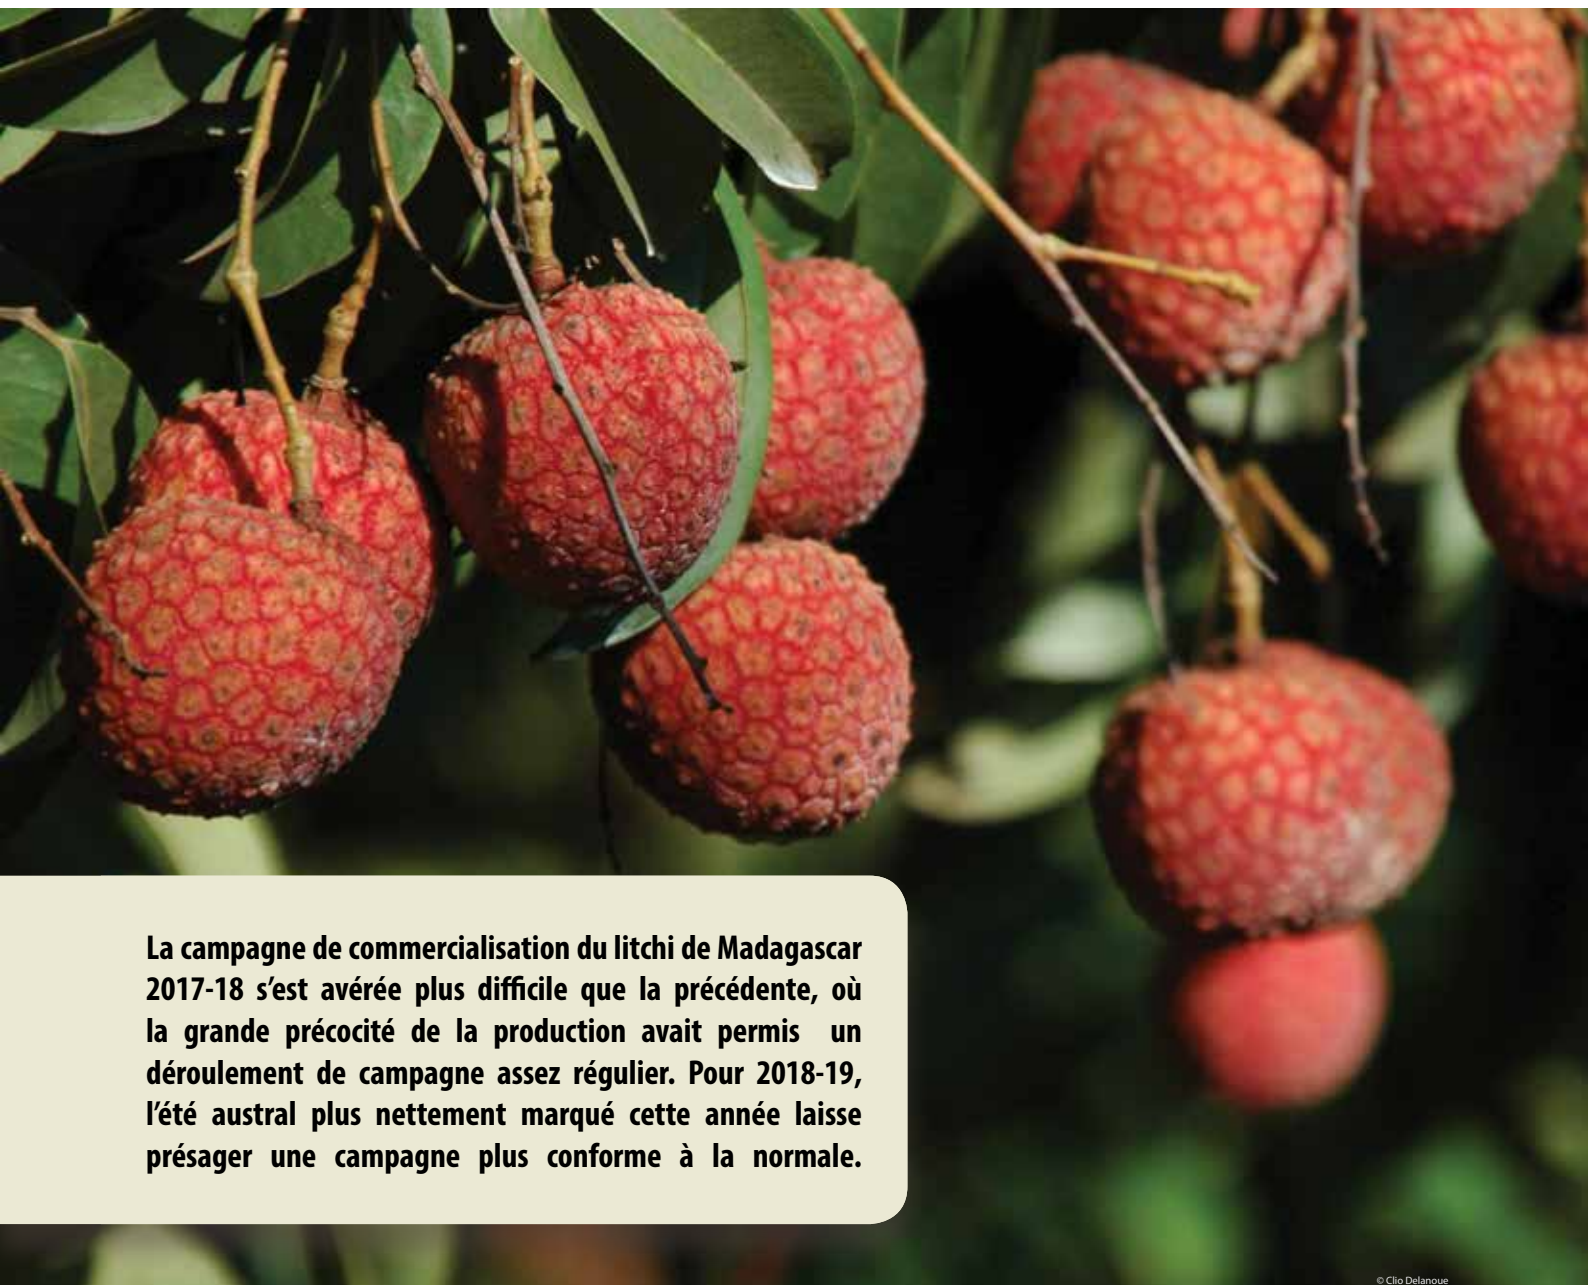 La campagne de commercialisation du litchi de Madagascar
2017-18 s’est avérée plus difficile que la précédente, où
la grande précocité de la production avait permis un
déroulement de campagne assez régulier. Pour 2018-19,
l’été austral plus nettement marqué cette année laisse
présager une campagne plus conforme à la normale.
© Clio Delanoue